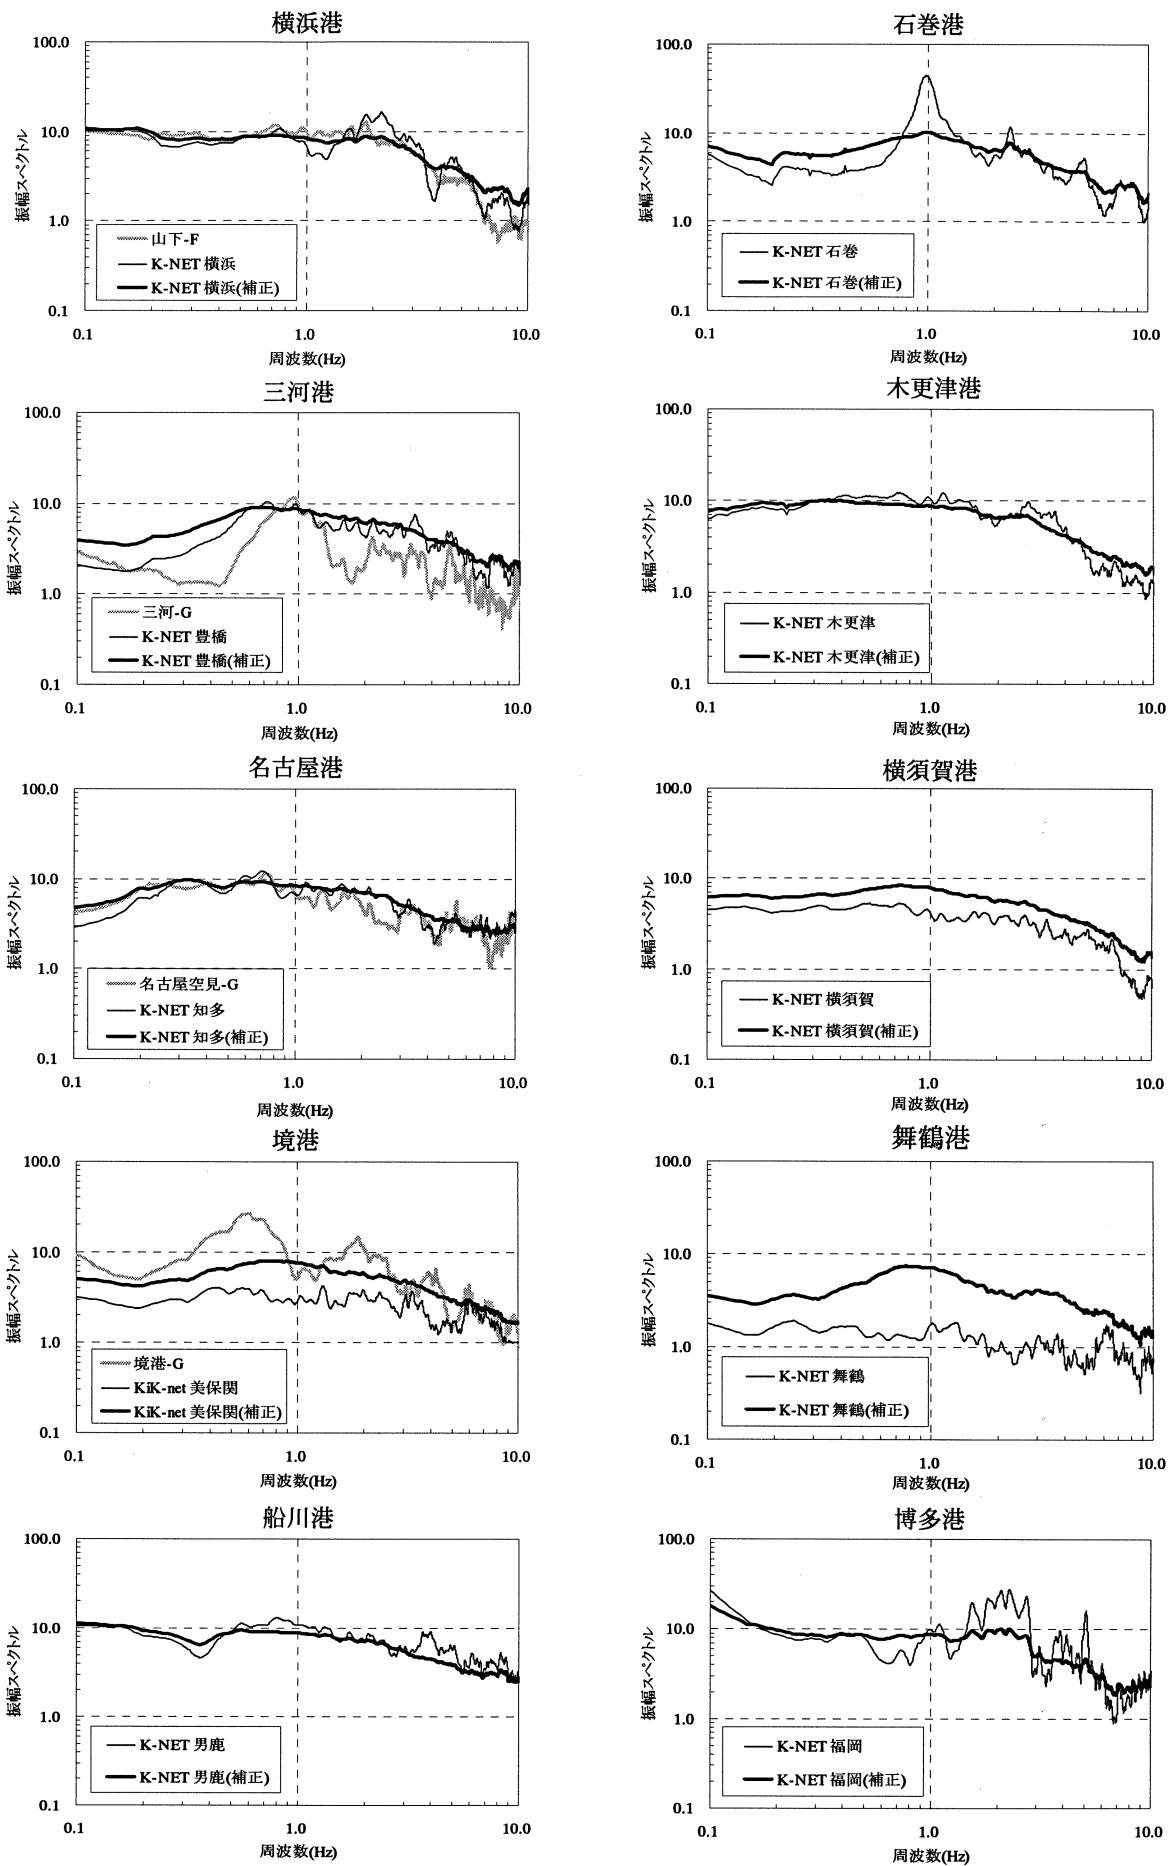 横浜港
100.0
10.0
1.0
0.1
振幅スペクトル
山下-F
K-NET 横浜
K-NET 横浜(補正)
0.1 1.0 10.0
周波数(Hz)
石巻港
100.0
10.0
1.0
0.1
振幅スペクトル
K-NET 石巻
K-NET 石巻(補正)
0.1 1.0 10.0
周波数(Hz)
三河港
100.0
10.0
1.0
0.1
振幅スペクトル
三河-G
K-NET 豊橋
K-NET 豊橋(補正)
0.1 1.0 10.0
周波数(Hz)
木更津港
100.0
10.0
1.0
0.1
振幅スペクトル
K-NET 木更津
K-NET 木更津(補正)
0.1 1.0 10.0
周波数(Hz)
名古屋港
100.0
10.0
1.0
0.1
振幅スペクトル
名古屋空見-G
K-NET 知多
K-NET 知多(補正)
0.1 1.0 10.0
周波数(Hz)
横須賀港
100.0
10.0
1.0
0.1
振幅スペクトル
K-NET 横須賀
K-NET 横須賀(補正)
0.1 1.0 10.0
周波数(Hz)
境港
100.0
10.0
1.0
0.1
振幅スペクトル
境港-G
KiK-net 美保関
KiK-net 美保関(補正)
0.1 1.0 10.0
周波数(Hz)
舞鶴港
100.0
10.0
1.0
0.1
振幅スペクトル
K-NET 舞鶴
K-NET 舞鶴(補正)
0.1 1.0 10.0
周波数(Hz)
船川港
100.0
10.0
1.0
0.1
振幅スペクトル
K-NET 男鹿
K-NET 男鹿(補正)
0.1 1.0 10.0
周波数(Hz)
博多港
100.0
10.0
1.0
0.1
振幅スペクトル
K-NET 福岡
K-NET 福岡(補正)
0.1 1.0 10.0
周波数(Hz)